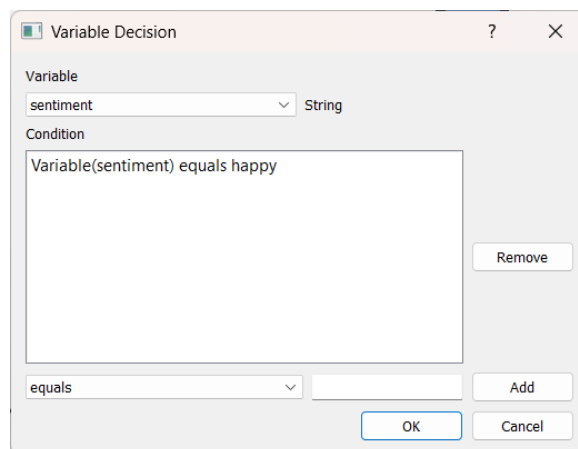 Variable Decision
?
Variable
sentiment
String
Condition
Variable(sentiment) equals happy
Remove
equals
Add
OK
Cancel